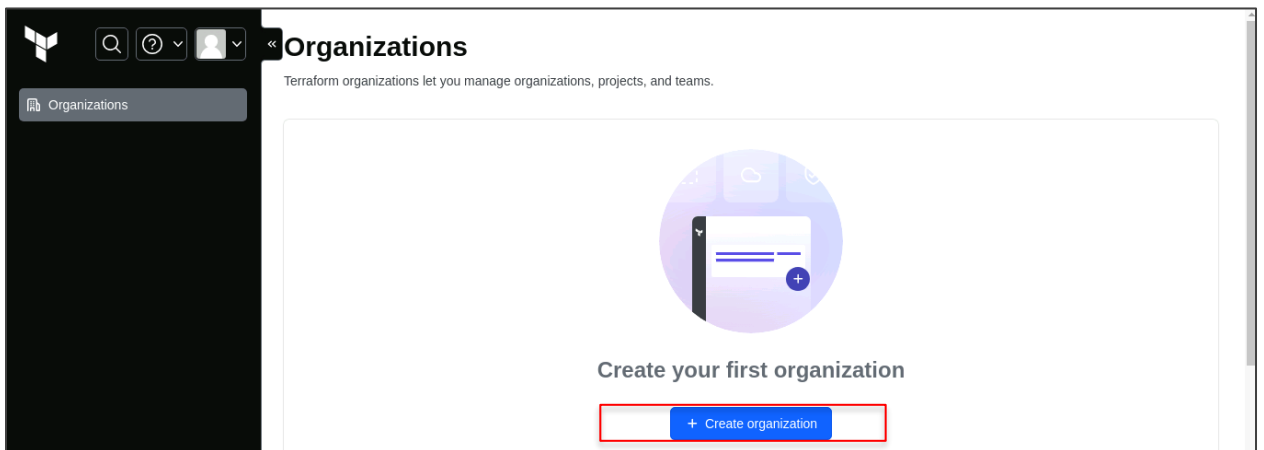 Organizations
Terraform organizations let you manage organizations, projects, and teams.
Organizations
Create your first organization
+ Create organization